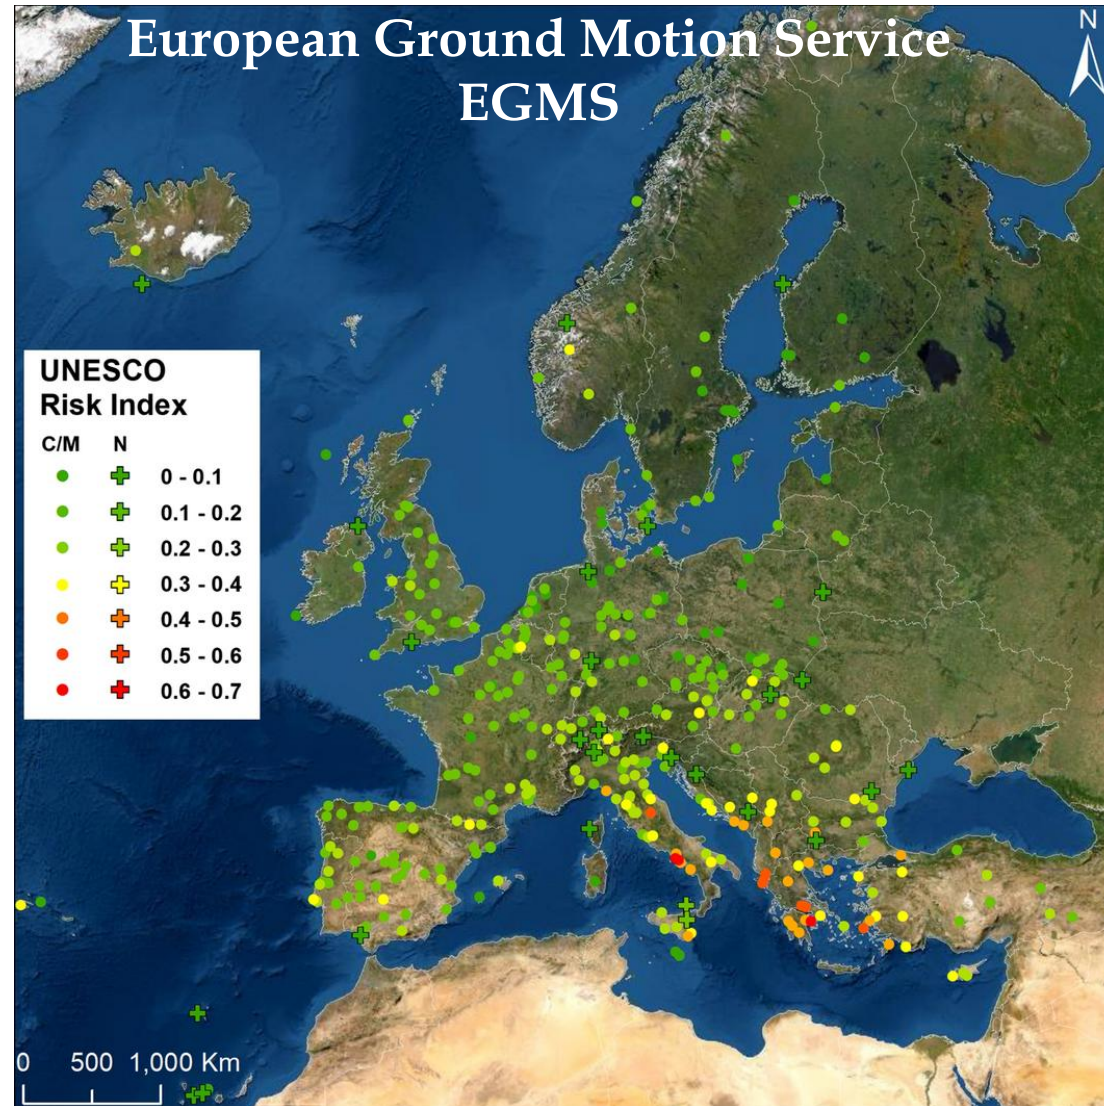 European Ground Motion Service
EGMS
N
UNESCO
Risk Index
C/M N
0 - 0.1
0.1 - 0.2
0.2 - 0.3
0.3 - 0.4
0.4 - 0.5
0.5 - 0.6
0.6 - 0.7
0 500 1,000 Km